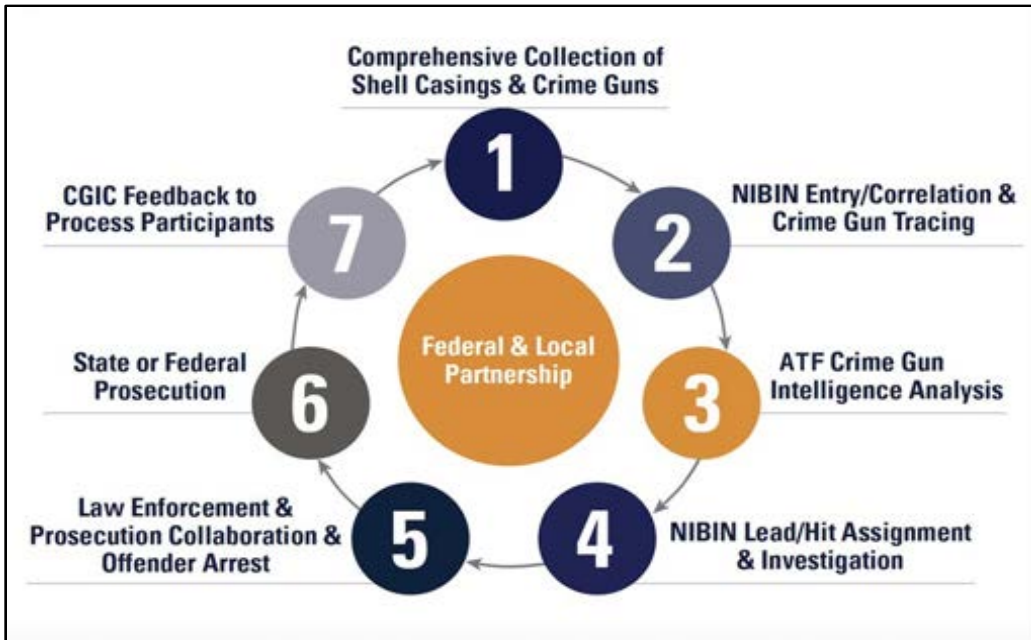 Comprehensive Collection of
Shell Casings & Crime Guns
1
NIBIN Entry/Correlation &
Crime Gun Tracing
2
ATF Crime Gun
Intelligence Analysis
3
NIBIN Lead/Hit Assignment
& Investigation
4
Law Enforcement &
Prosecution Collaboration &
Offender Arrest
5
State or Federal
Prosecution
6
CGIC Feedback to
Process Participants
7
Federal & Local
Partnership